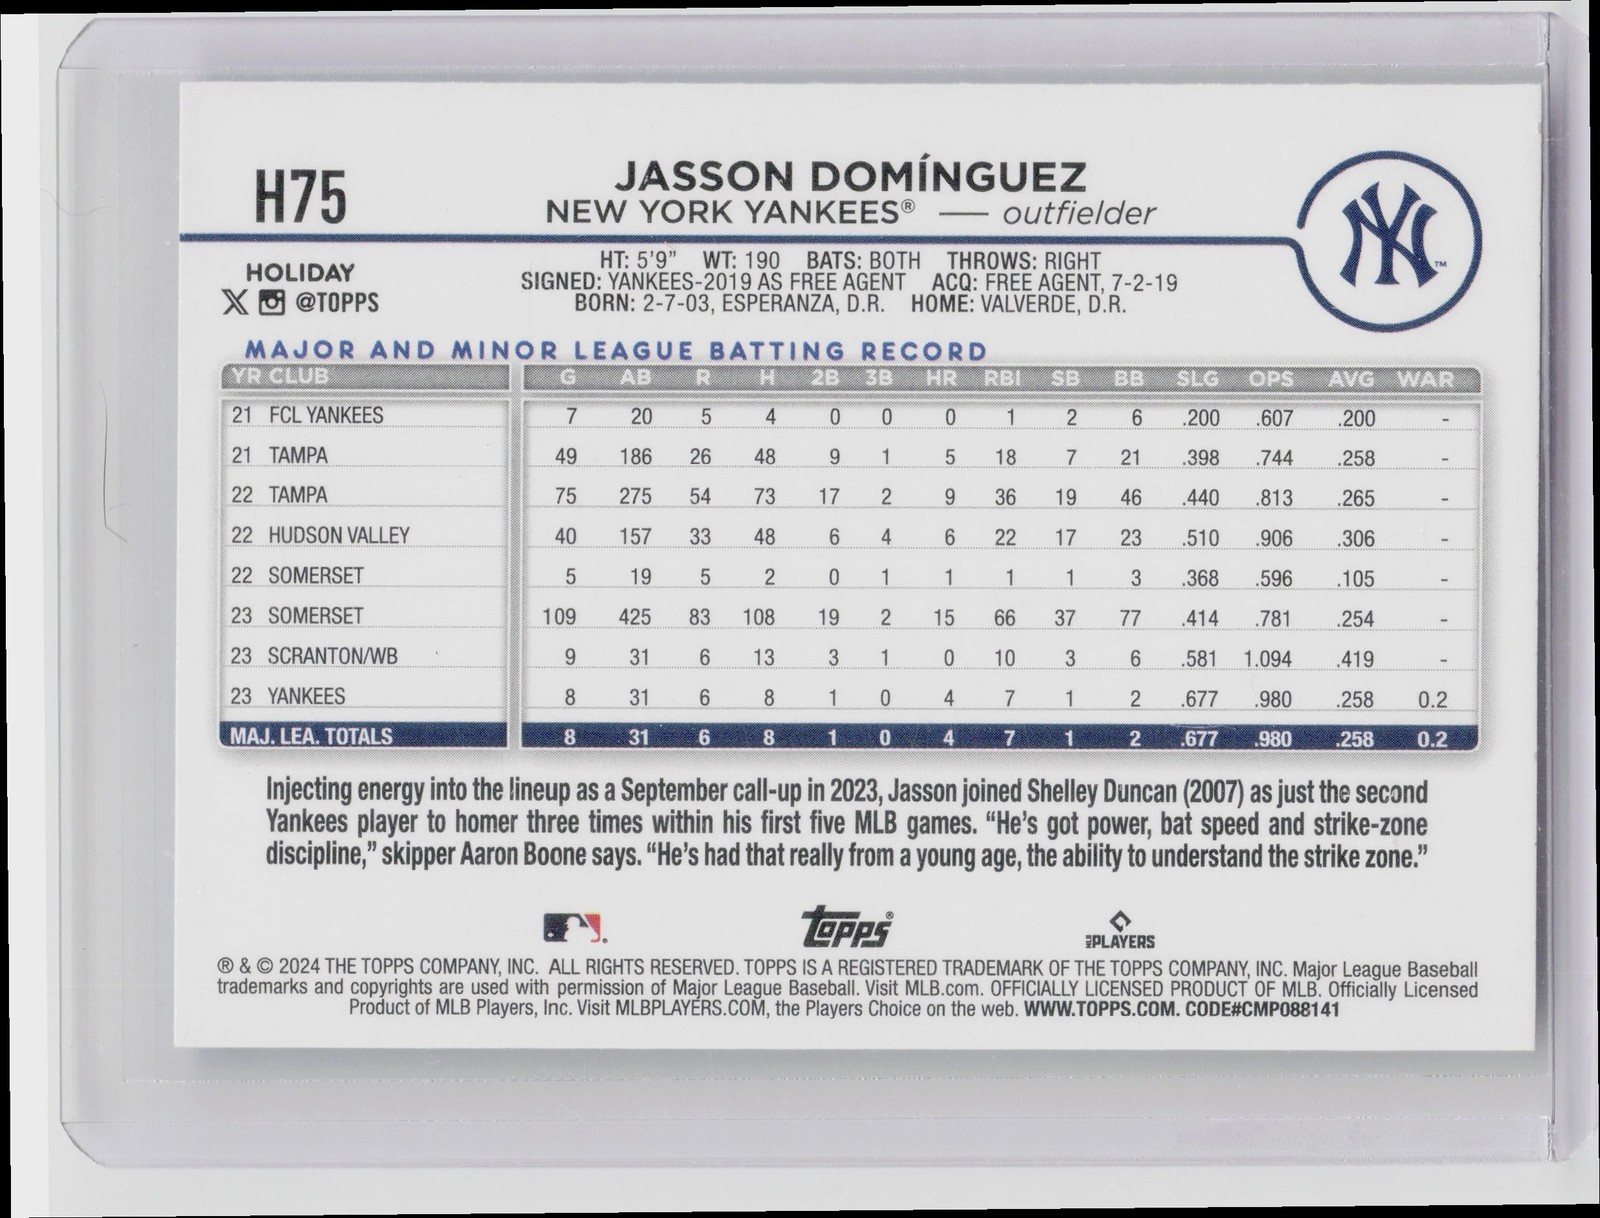 H75
JASSON DOMÍNGUEZ
NEW YORK YANKEES® — outfielder
NY
™
HOLIDAY
X @TOPPS
HT: 5'9" WT: 190 BATS: BOTH THROWS: RIGHT
SIGNED: YANKEES-2019 AS FREE AGENT ACQ: FREE AGENT, 7-2-19
BORN: 2-7-03, ESPERANZA, D.R. HOME: VALVERDE, D.R.
MAJOR AND MINOR LEAGUE BATTING RECORD
YR CLUB G AB R H 2B 3B HR RBI SB BB SLG OPS AVG WAR
21 FCL YANKEES 7 20 5 4 0 0 0 1 2 6 .200 .607 .200 -
21 TAMPA 49 186 26 48 9 1 5 18 7 21 .398 .744 .258 -
22 TAMPA 75 275 54 73 17 2 9 36 19 46 .440 .813 .265 -
22 HUDSON VALLEY 40 157 33 48 6 4 6 22 17 23 .510 .906 .306 -
22 SOMERSET 5 19 5 2 0 1 1 1 1 3 .368 .596 .105 -
23 SOMERSET 109 425 83 108 19 2 15 66 37 77 .414 .781 .254 -
23 SCRANTON/WB 9 31 6 13 3 1 0 10 3 6 .581 1.094 .419 -
23 YANKEES 8 31 6 8 1 0 4 7 1 2 .677 .980 .258 0.2
MAJ. LEA. TOTALS 8 31 6 8 1 0 4 7 1 2 .677 .980 .258 0.2
Injecting energy into the lineup as a September call-up in 2023, Jasson joined Shelley Duncan (2007) as just the second
Yankees player to homer three times within his first five MLB games. “He’s got power, bat speed and strike-zone
discipline,” skipper Aaron Boone says. “He’s had that really from a young age, the ability to understand the strike zone.”
Topps®
MLB PLAYERS
® & © 2024 THE TOPPS COMPANY, INC. ALL RIGHTS RESERVED. TOPPS IS A REGISTERED TRADEMARK OF THE TOPPS COMPANY, INC. Major League Baseball
trademarks and copyrights are used with permission of Major League Baseball. Visit MLB.com. OFFICIALLY LICENSED PRODUCT OF MLB. Officially Licensed
Product of MLB Players, Inc. Visit MLBPLAYERS.COM, the Players Choice on the web. WWW.TOPPS.COM. CODE#CMP088141